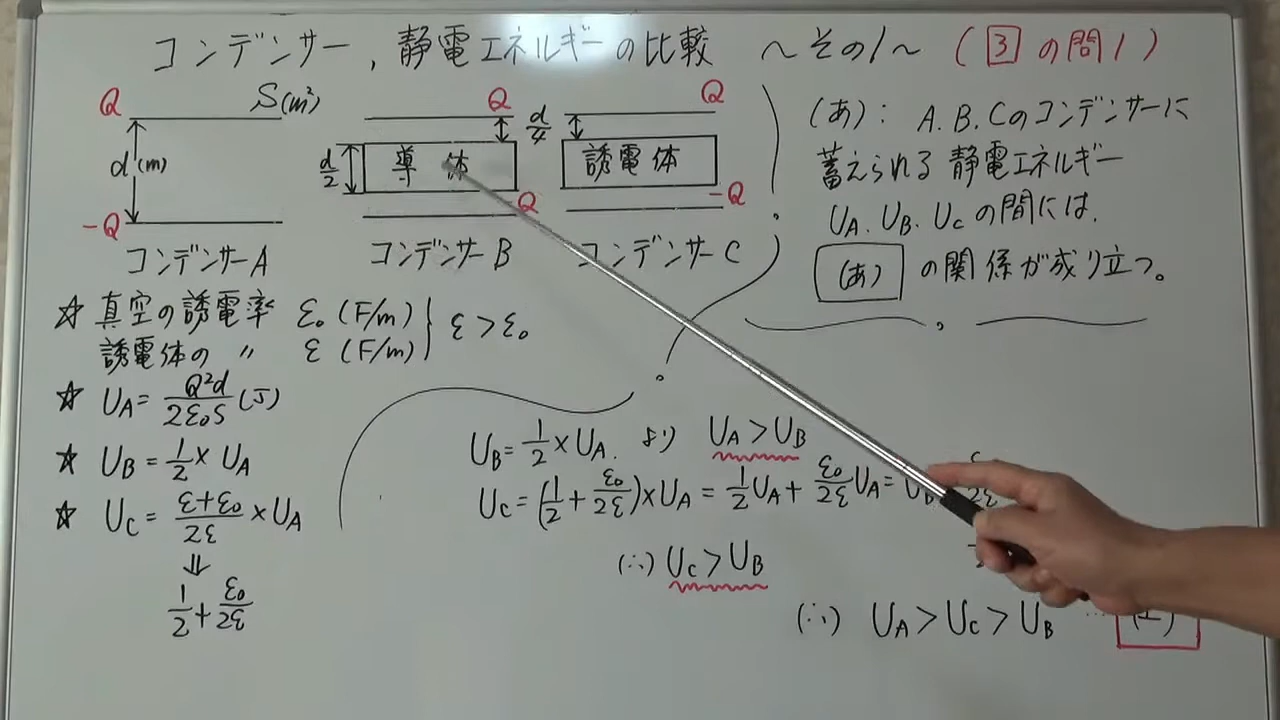 コンデンサー,静電エネルギーの比較 ～その1～ (3の問1)
Q S(m²)
d(m)
-Q
コンデンサーA
Q
d/2 導体
-Q
コンデンサーB
Q
d/4
誘電体
-Q
コンデンサーC
(あ): A.B.Cのコンデンサーに
蓄えられる静電エネルギー
UA.UB.UCの間には.
(あ)の関係が成り立つ。
☆ 真空の誘電率 ε₀ (F/m)
誘電体の 〃 ε (F/m)
ε > ε₀
☆ UA = Q²d/2ε₀S (J)
☆ UB = 1/2 × UA
☆ UC = ε+ε₀/2ε × UA
⇓
1/2 + ε₀/2ε
UB = 1/2 × UA. より UA > UB
UC = (1/2 + ε₀/2ε) × UA = 1/2 UA + ε₀/2ε UA = UB
(∴) UC > UB
(∴) UA > UC > UB